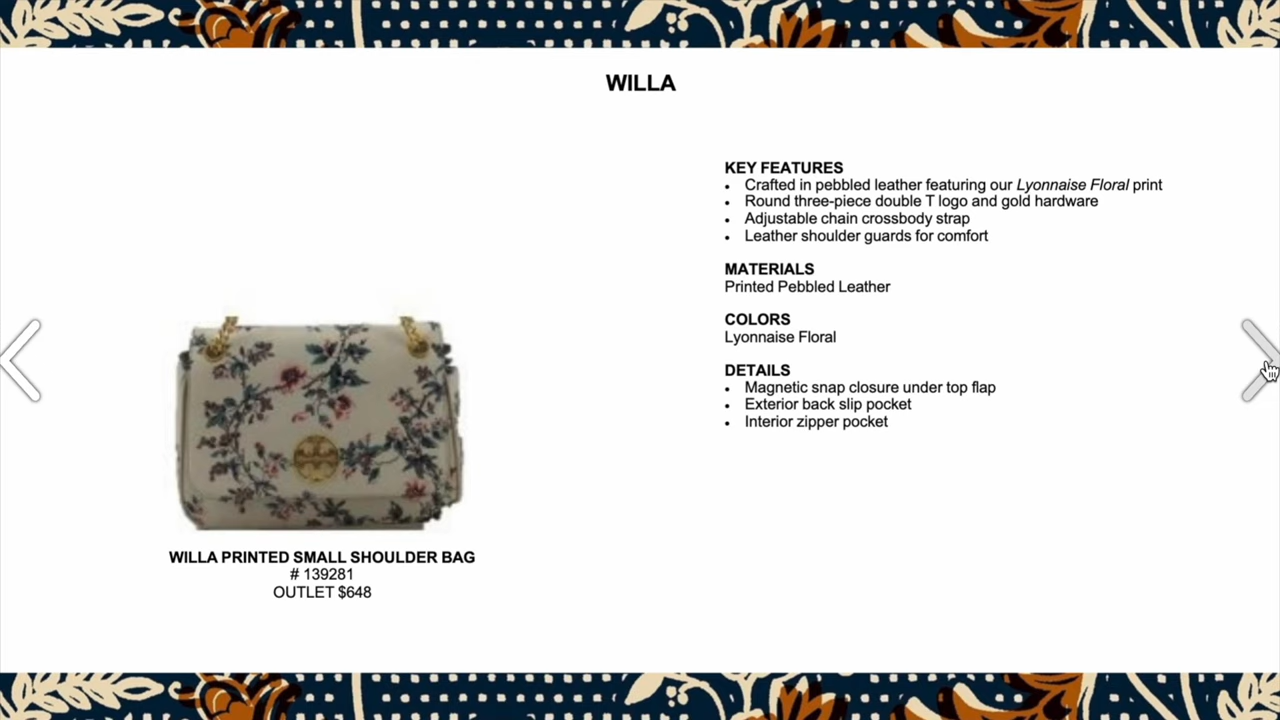 WILLA
KEY FEATURES
• Crafted in pebbled leather featuring our Lyonnaise Floral print
• Round three-piece double T logo and gold hardware
• Adjustable chain crossbody strap
• Leather shoulder guards for comfort
MATERIALS
Printed Pebbled Leather
COLORS
Lyonnaise Floral
DETAILS
• Magnetic snap closure under top flap
• Exterior back slip pocket
• Interior zipper pocket
WILLA PRINTED SMALL SHOULDER BAG
# 139281
OUTLET $648